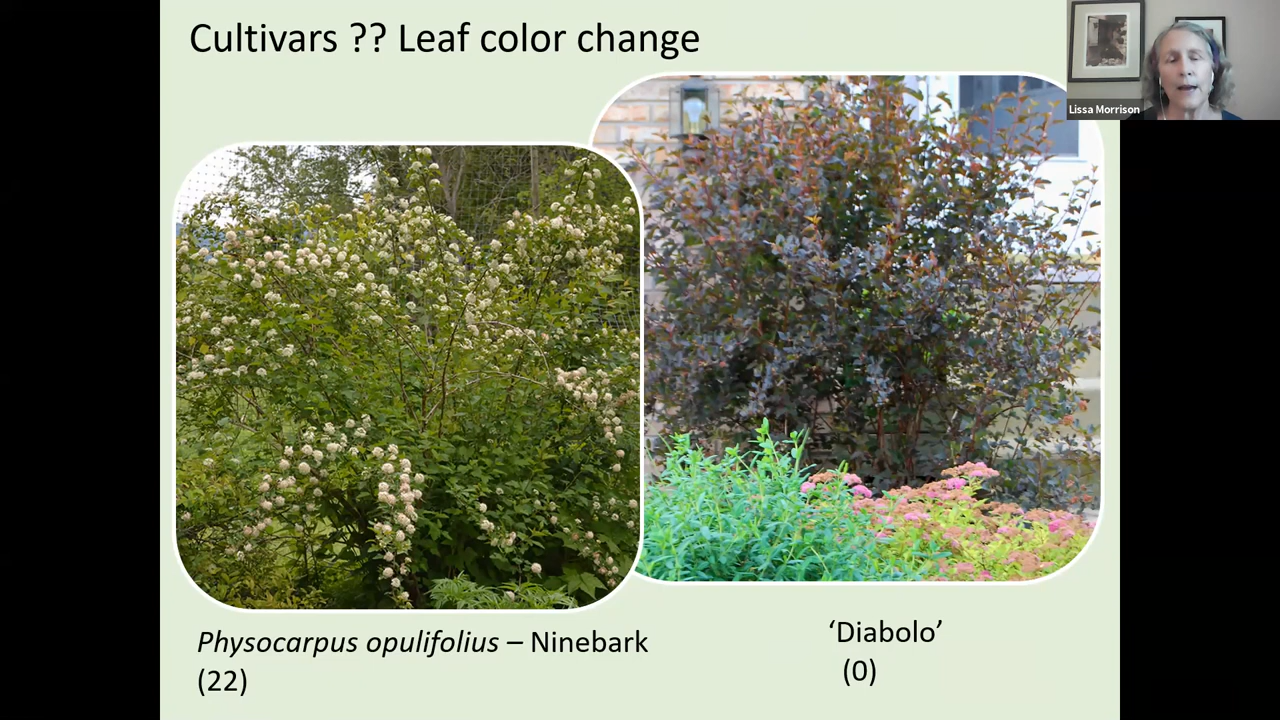 Cultivars ?? Leaf color change
Lissa Morrison
Physocarpus opulifolius – Ninebark
(22)
‘Diabolo’
(0)